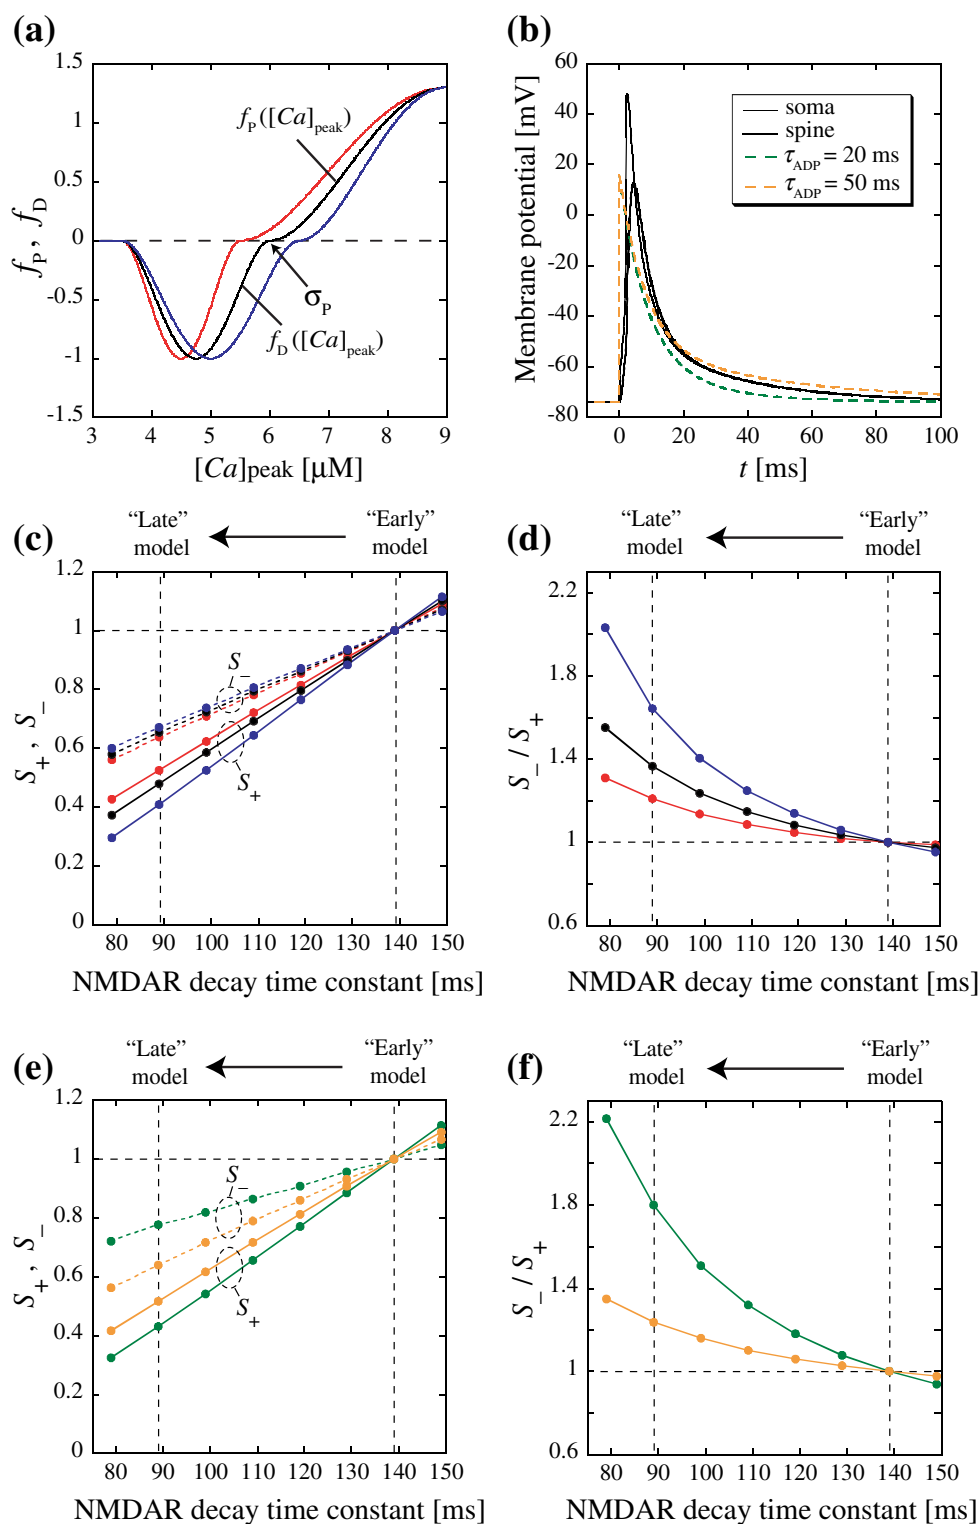 (a)
1.5
1
0.5
0
-0.5
-1
-1.5
f_P, f_D
f_P([Ca]_peak)
σ_P
f_D([Ca]_peak)
3 4 5 6 7 8 9
[Ca]peak [μM]
(b)
60
40
20
0
-20
-40
-60
-80
Membrane potential [mV]
soma
spine
τ_ADP = 20 ms
τ_ADP = 50 ms
0 20 40 60 80 100
t [ms]
(c)
“Late” model
“Early” model
1.2
1
0.8
0.6
0.4
0.2
0
S_+, S_-
S_-
S_+
80 90 100 110 120 130 140 150
NMDAR decay time constant [ms]
(d)
“Late” model
“Early” model
2.2
1.8
1.4
1
0.6
S_- / S_+
80 90 100 110 120 130 140 150
NMDAR decay time constant [ms]
(e)
“Late” model
“Early” model
1.2
1
0.8
0.6
0.4
0.2
0
S_+, S_-
S_-
S_+
80 90 100 110 120 130 140 150
NMDAR decay time constant [ms]
(f)
“Late” model
“Early” model
2.2
1.8
1.4
1
0.6
S_- / S_+
80 90 100 110 120 130 140 150
NMDAR decay time constant [ms]